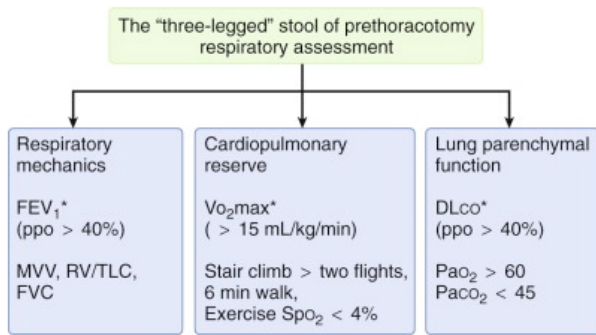 The “three-legged” stool of prethoracotomy
respiratory assessment
Respiratory
mechanics
FEV₁*
(ppo > 40%)
MVV, RV/TLC,
FVC
Cardiopulmonary
reserve
Vo₂max*
( > 15 mL/kg/min)
Stair climb > two flights,
6 min walk,
Exercise Spo₂ < 4%
Lung parenchymal
function
DLco*
(ppo > 40%)
Pao₂ > 60
Paco₂ < 45